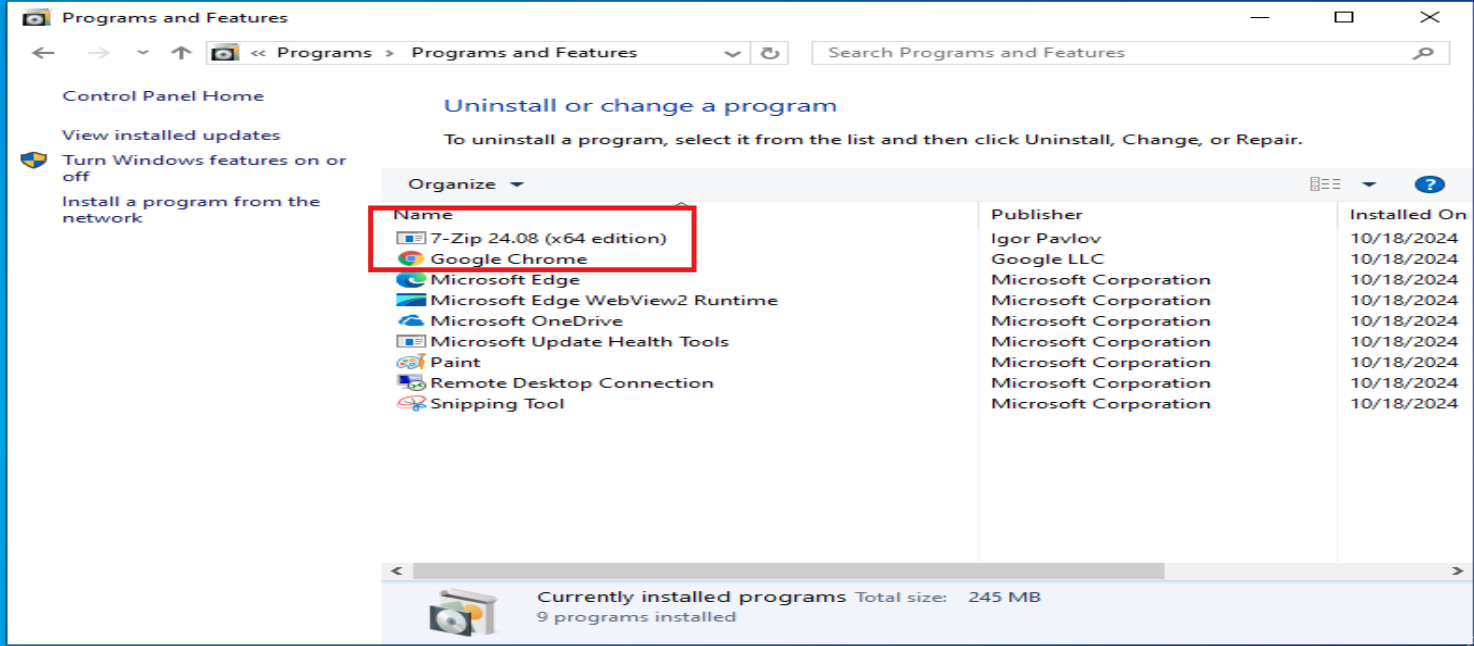 Programs and Features
« Programs > Programs and Features
Search Programs and Features
Control Panel Home
View installed updates
Turn Windows features on or
off
Install a program from the
network
Uninstall or change a program
To uninstall a program, select it from the list and then click Uninstall, Change, or Repair.
Organize
Name Publisher Installed On
7-Zip 24.08 (x64 edition) Igor Pavlov 10/18/2024
Google Chrome Google LLC 10/18/2024
Microsoft Edge Microsoft Corporation 10/18/2024
Microsoft Edge WebView2 Runtime Microsoft Corporation 10/18/2024
Microsoft OneDrive Microsoft Corporation 10/18/2024
Microsoft Update Health Tools Microsoft Corporation 10/18/2024
Paint Microsoft Corporation 10/18/2024
Remote Desktop Connection Microsoft Corporation 10/18/2024
Snipping Tool Microsoft Corporation 10/18/2024
Currently installed programs Total size: 245 MB
9 programs installed